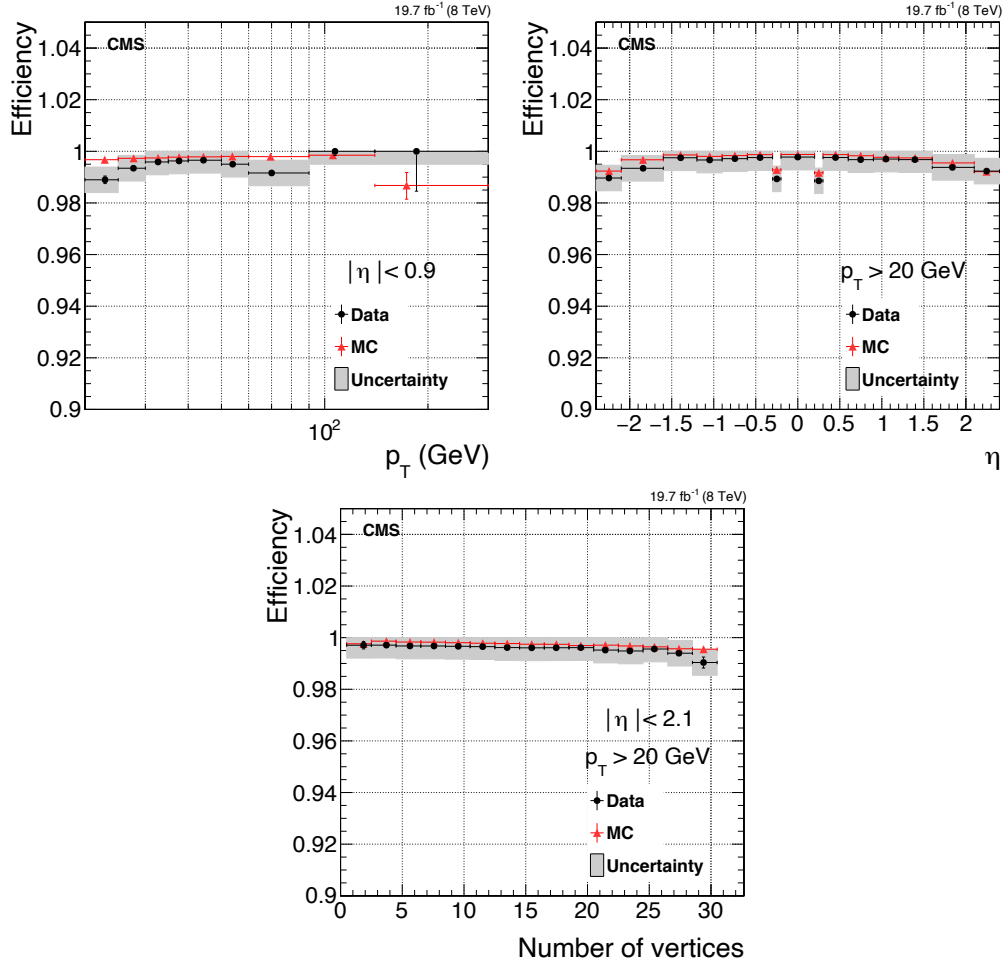 19.7 fb⁻¹ (8 TeV)
CMS
Efficiency
1.04
1.02
1
0.98
0.96
0.94
0.92
0.9
|η| < 0.9
Data
MC
Uncertainty
10²
p_T (GeV)
19.7 fb⁻¹ (8 TeV)
CMS
Efficiency
1.04
1.02
1
0.98
0.96
0.94
0.92
0.9
p_T > 20 GeV
Data
MC
Uncertainty
−2 −1.5 −1 −0.5 0 0.5 1 1.5 2
η
19.7 fb⁻¹ (8 TeV)
CMS
Efficiency
1.04
1.02
1
0.98
0.96
0.94
0.92
0.9
|η| < 2.1
p_T > 20 GeV
Data
MC
Uncertainty
0 5 10 15 20 25 30
Number of vertices